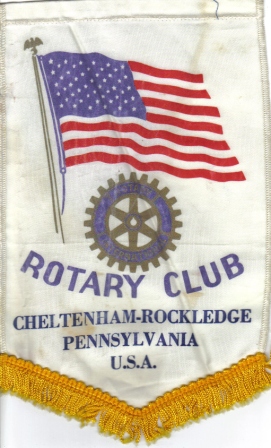 ROTARY CLUB
CHELTENHAM-ROCKLEDGE
PENNSYLVANIA
U.S.A.